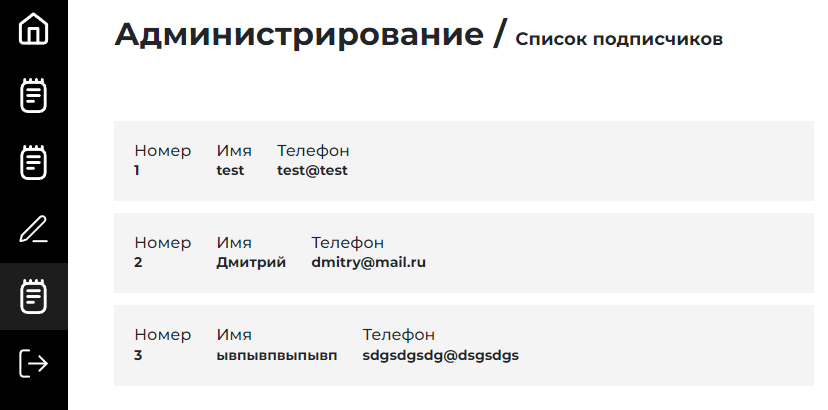 Администрирование / Список подписчиков
Номер Имя Телефон
1 test test@test
Номер Имя Телефон
2 Дмитрий dmitry@mail.ru
Номер Имя Телефон
3 ывпывпвыпывп sdgsdgsdg@dsgsdgs